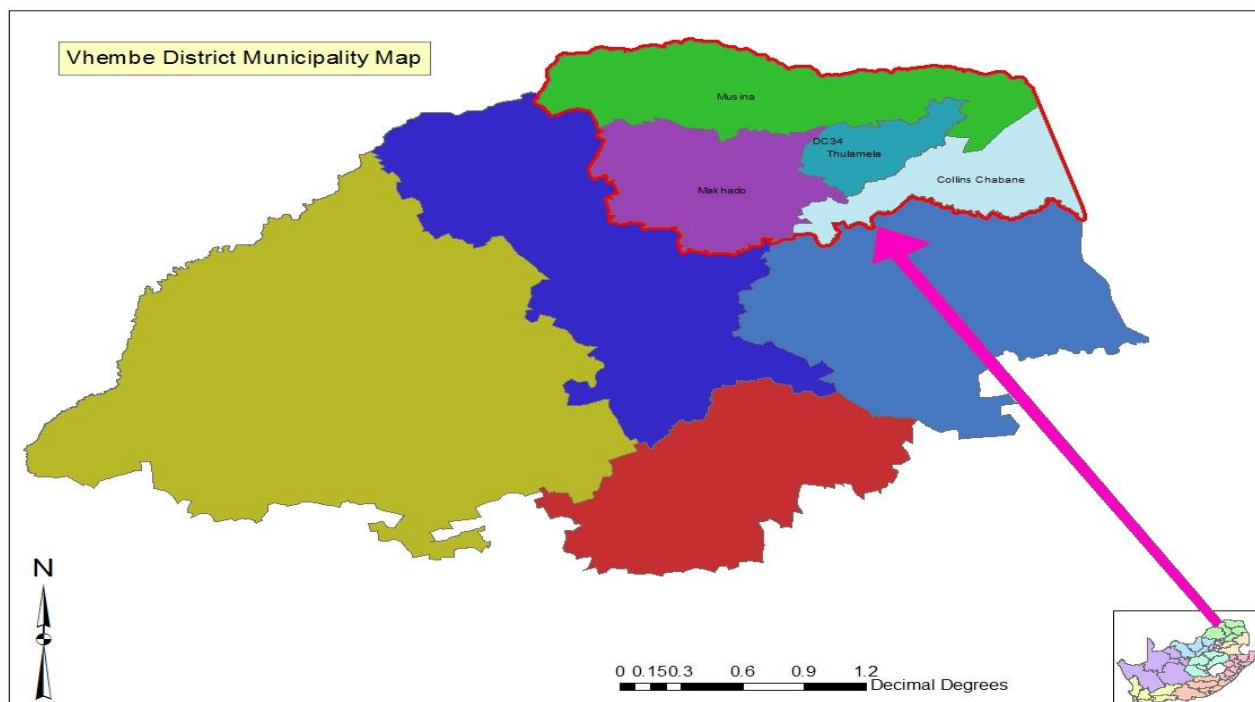 Vhembe District Municipality Map
Musina
DC34
Thulamela
Makhado
Collins Chabane
N
0 0.150.3 0.6 0.9 1.2
Decimal Degrees